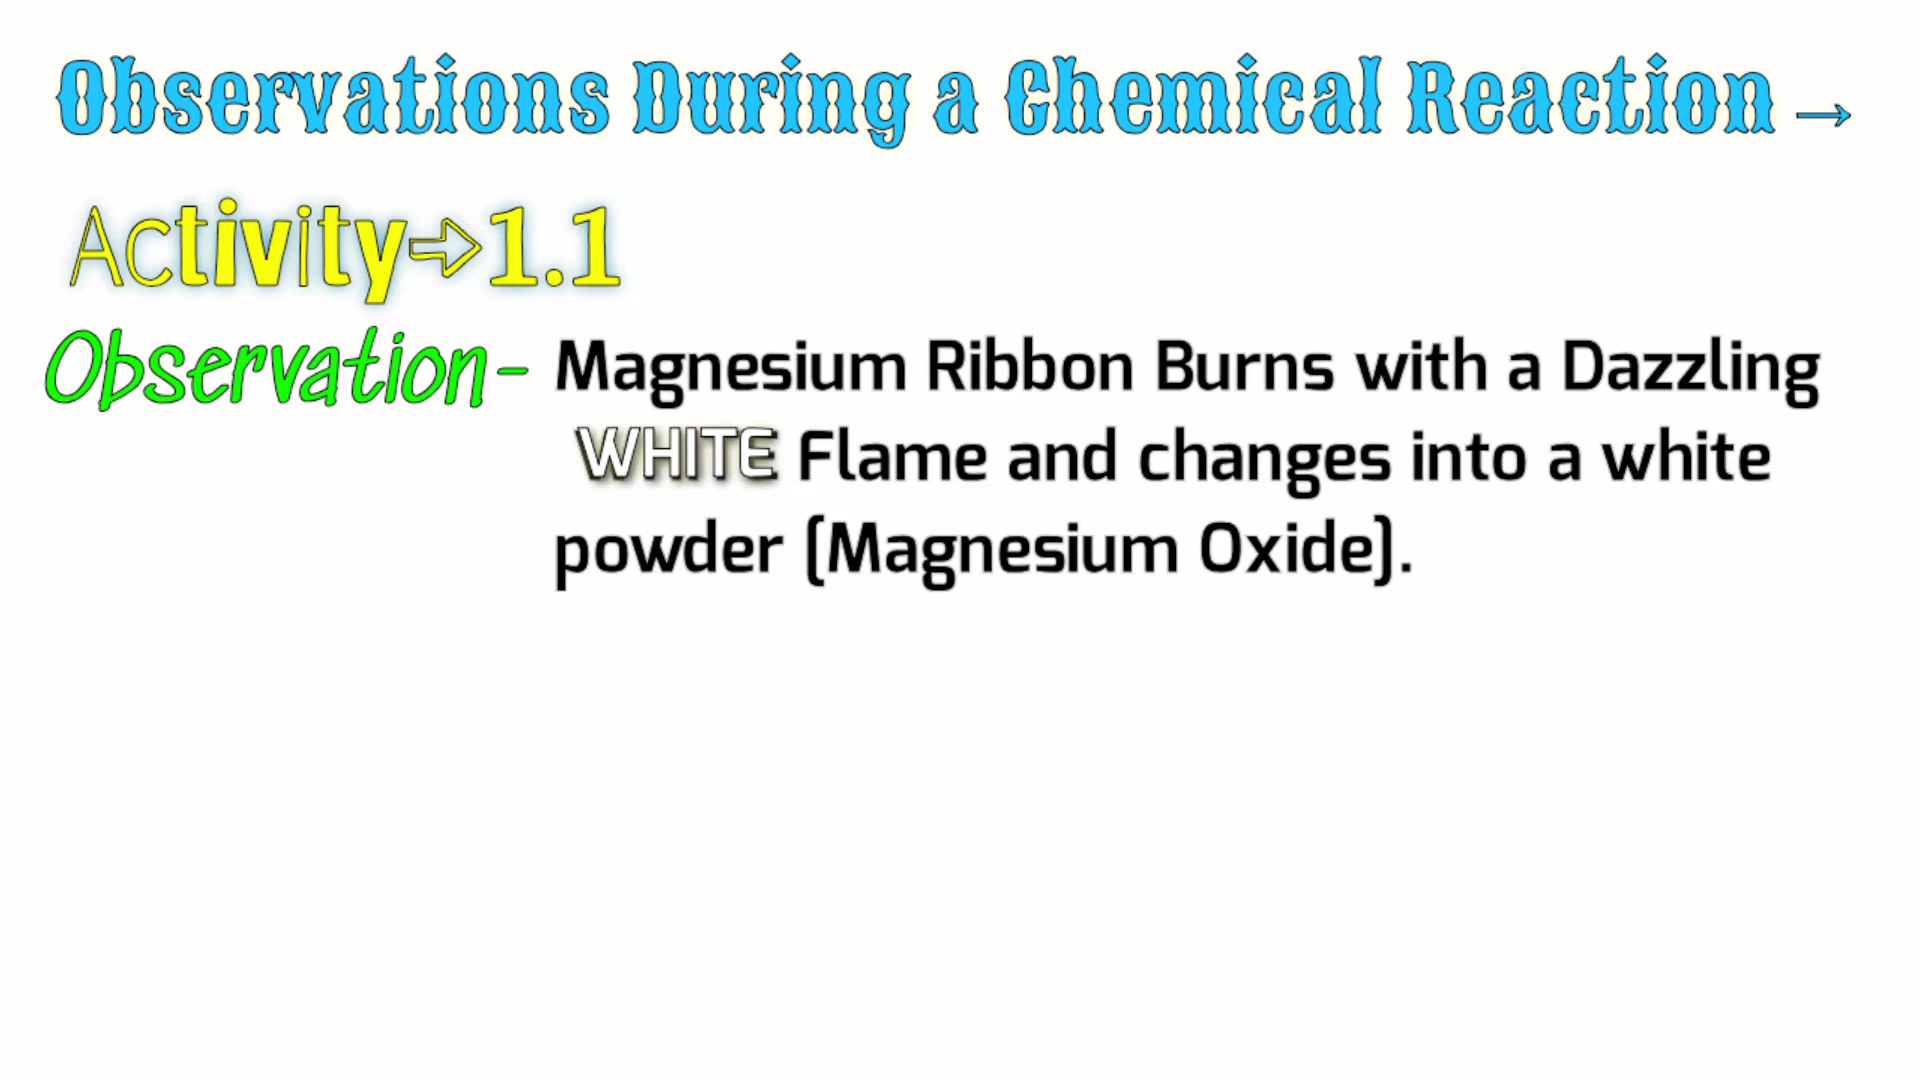 Observations During a Chemical Reaction →
Activity➩1.1
Observation - Magnesium Ribbon Burns with a Dazzling
WHITE Flame and changes into a white
powder [Magnesium Oxide].